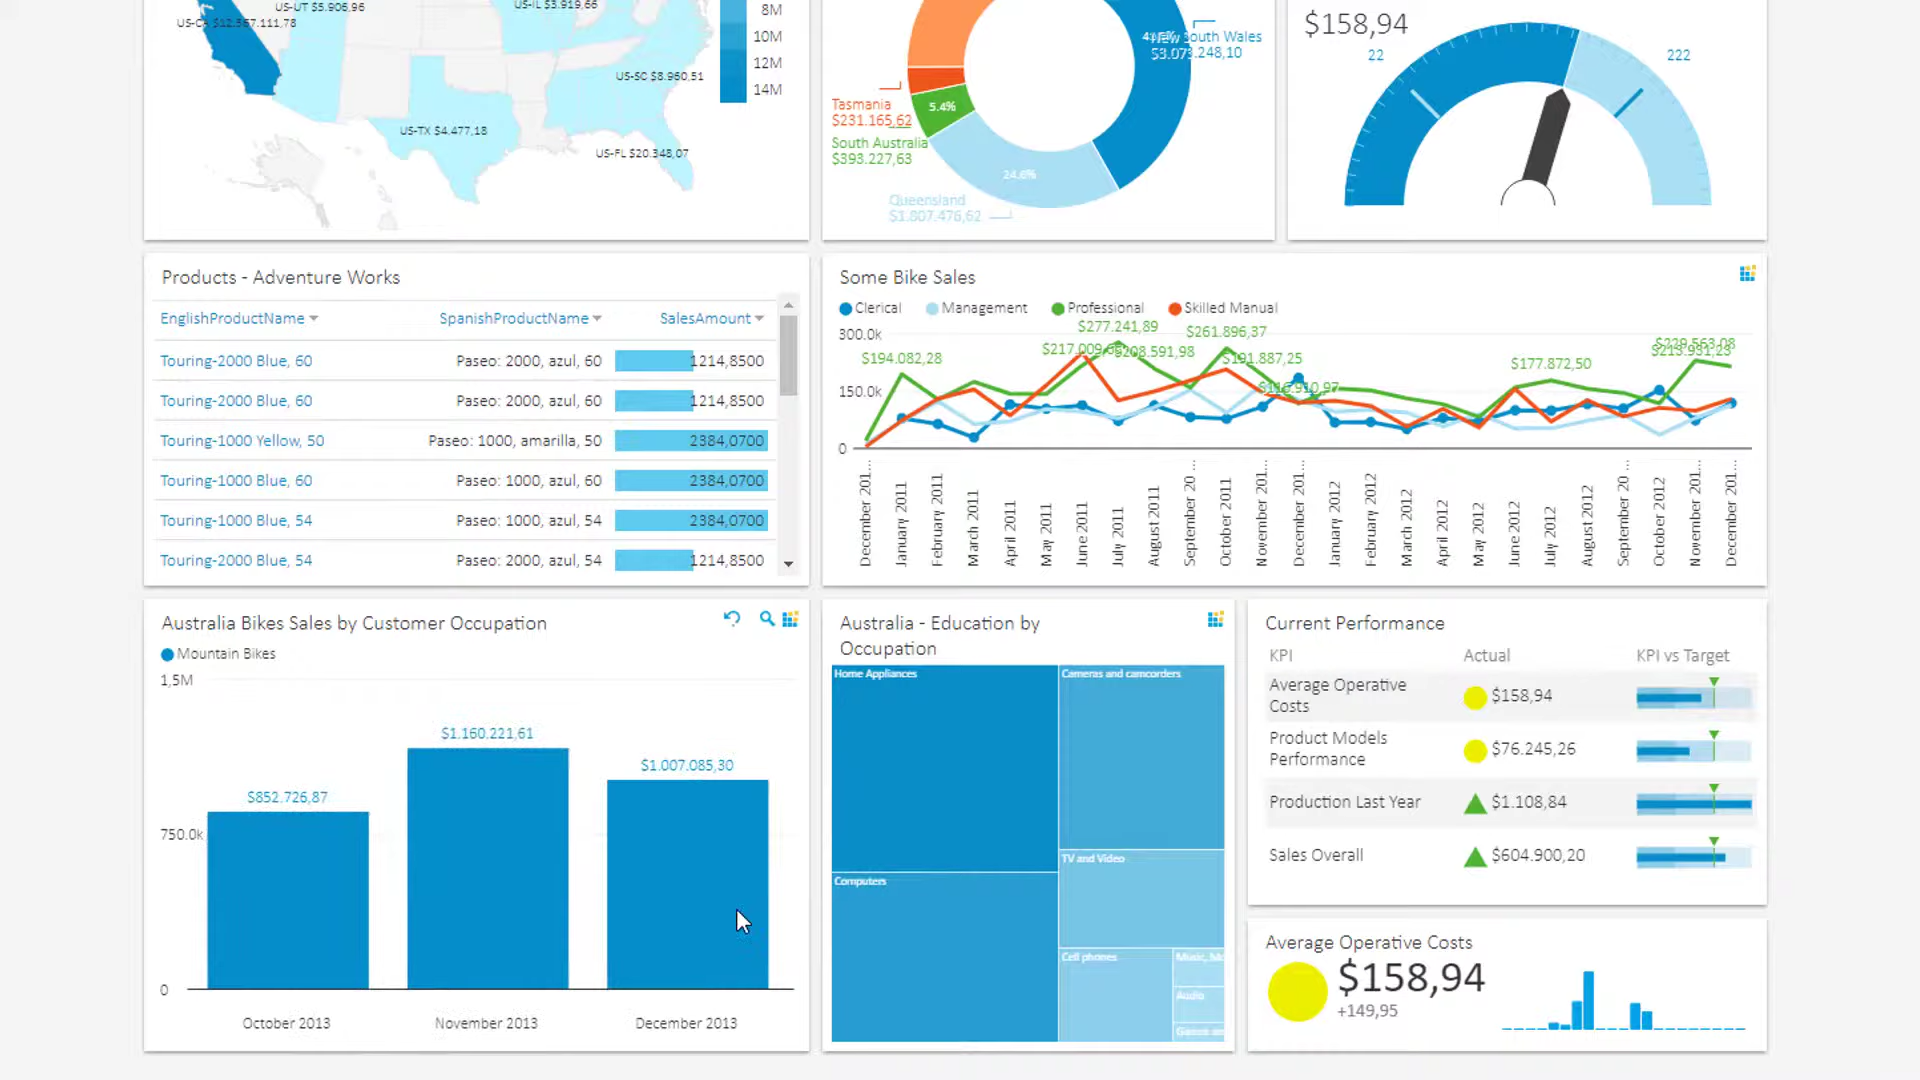 US-UT $5.906,96
US-IL $3.919,66
US-CA $12.567.111,78
US-SC $8.960,51
US-TX $4.477,18
US-FL $20.348,07
8M
10M
12M
14M
New South Wales
$3.073.248,10
Tasmania
$231.165,62
5.4%
South Australia
$393.227,63
24.6%
Queensland
$1.807.476,62
$158,94
22
222
Products - Adventure Works
EnglishProductName
SpanishProductName
SalesAmount
Touring-2000 Blue, 60
Paseo: 2000, azul, 60
1214,8500
Touring-2000 Blue, 60
Paseo: 2000, azul, 60
1214,8500
Touring-1000 Yellow, 50
Paseo: 1000, amarilla, 50
2384,0700
Touring-1000 Blue, 60
Paseo: 1000, azul, 60
2384,0700
Touring-1000 Blue, 54
Paseo: 1000, azul, 54
2384,0700
Touring-2000 Blue, 54
Paseo: 2000, azul, 54
1214,8500
Some Bike Sales
Clerical
Management
Professional
Skilled Manual
300.0k
150.0k
0
$194.082,28
$277.241,89
$261.896,37
$208.591,98
$191.887,25
$177.872,50
$229.563,08
December 201...
January 2011
February 2011
March 2011
April 2011
May 2011
June 2011
July 2011
August 2011
September 20...
October 2011
November 201...
December 201...
January 2012
February 2012
March 2012
April 2012
May 2012
June 2012
July 2012
August 2012
September 20...
October 2012
November 201...
December 201...
Australia Bikes Sales by Customer Occupation
Mountain Bikes
1,5M
750.0k
0
$852.726,87
$1.160.221,61
$1.007.085,30
October 2013
November 2013
December 2013
Australia - Education by
Occupation
Home Appliances
Cameras and camcorders
TV and Video
Computers
Cell phones
Music, Mo
Audio
Games an
Current Performance
KPI
Actual
KPI vs Target
Average Operative
Costs
$158,94
Product Models
Performance
$76.245,26
Production Last Year
$1.108,84
Sales Overall
$604.900,20
Average Operative Costs
$158,94
+149,95